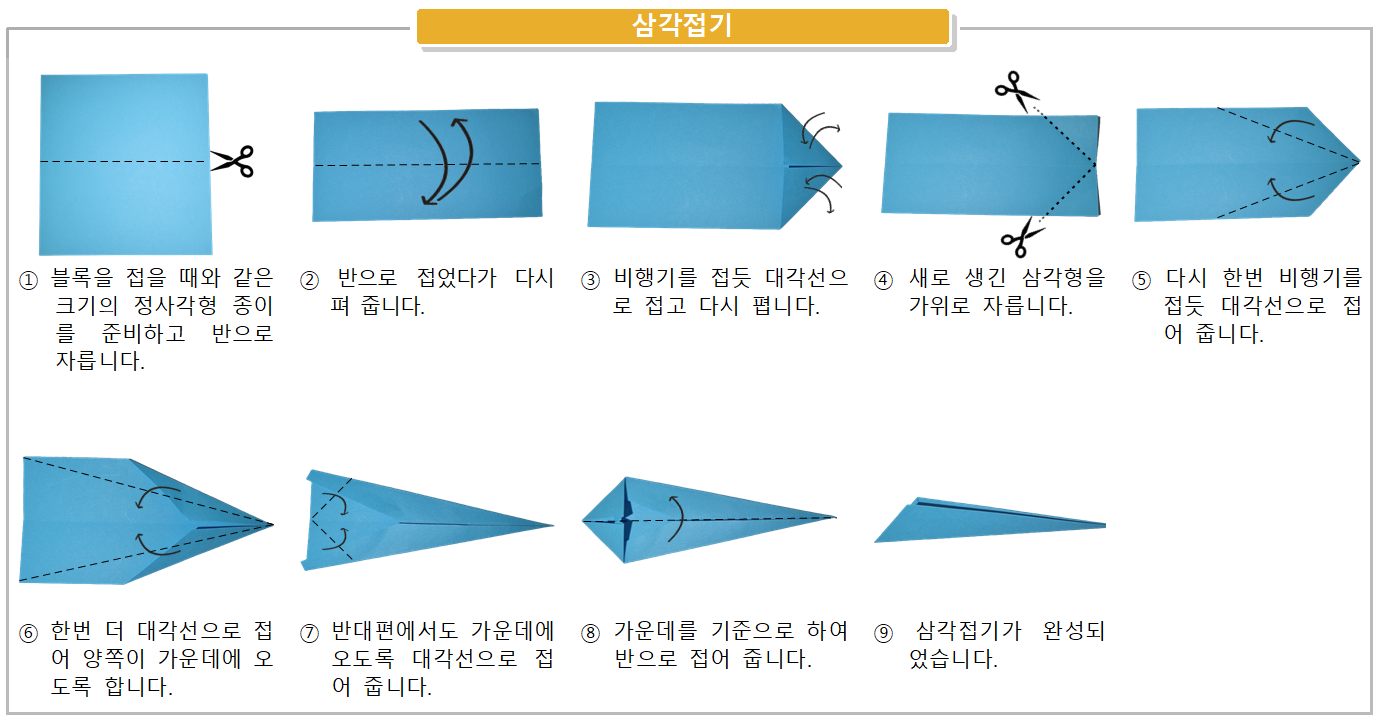 삼각접기
① 블록을 접을 때와 같은
크기의 정사각형 종이
를 준비하고 반으로
자릅니다.
② 반으로 접었다가 다시
펴 줍니다.
③ 비행기를 접듯 대각선으
로 접고 다시 폅니다.
④ 새로 생긴 삼각형을
가위로 자릅니다.
⑤ 다시 한번 비행기를
접듯 대각선으로 접
어 줍니다.
⑥ 한번 더 대각선으로 접
어 양쪽이 가운데에 오
도록 합니다.
⑦ 반대편에서도 가운데에
오도록 대각선으로 접
어 줍니다.
⑧ 가운데를 기준으로 하여
반으로 접어 줍니다.
⑨ 삼각접기가 완성되
었습니다.